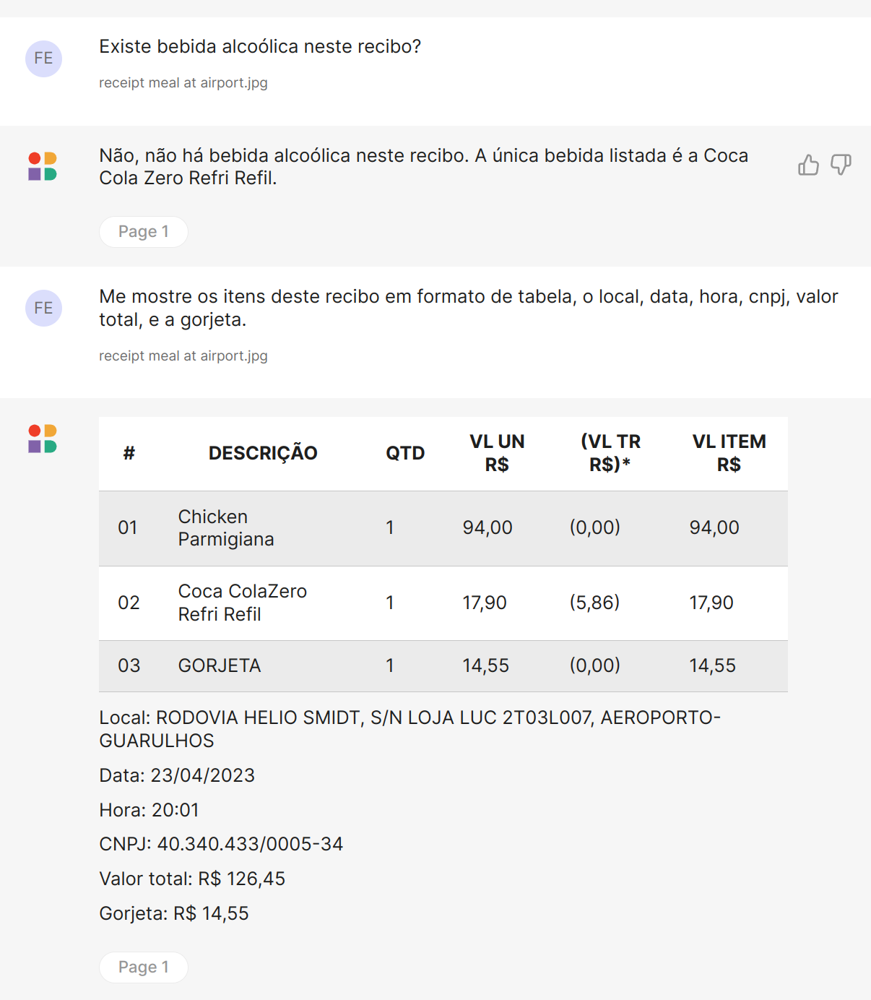 FE
Existe bebida alcoólica neste recibo?
receipt meal at airport.jpg
Não, não há bebida alcoólica neste recibo. A única bebida listada é a Coca
Cola Zero Refri Refil.
Page 1
FE
Me mostre os itens deste recibo em formato de tabela, o local, data, hora, cnpj, valor
total, e a gorjeta.
receipt meal at airport.jpg
# DESCRIÇÃO QTD VL UN R$ (VL TR R$)* VL ITEM R$
01 Chicken Parmigiana 1 94,00 (0,00) 94,00
02 Coca ColaZero Refri Refil 1 17,90 (5,86) 17,90
03 GORJETA 1 14,55 (0,00) 14,55
Local: RODOVIA HELIO SMIDT, S/N LOJA LUC 2T03L007, AEROPORTO-
GUARULHOS
Data: 23/04/2023
Hora: 20:01
CNPJ: 40.340.433/0005-34
Valor total: R$ 126,45
Gorjeta: R$ 14,55
Page 1